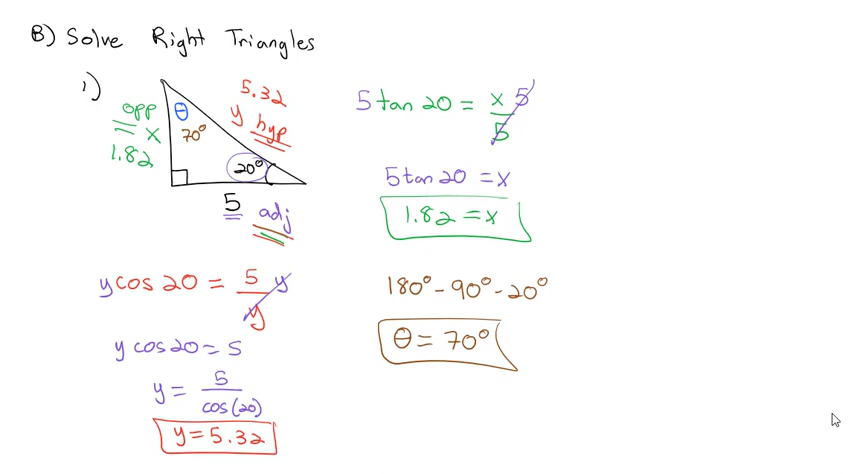 B) Solve Right Triangles
i)
opp
x
1.82
θ
70°
5.32
y hyp
20°
5 adj
5 tan 20 = x 5
5
5 tan 20 = x
1.82 = x
180° - 90° - 20°
θ = 70°
y cos 20 = 5 y
y
y cos 20 = 5
y = 5
cos(20)
y = 5.32